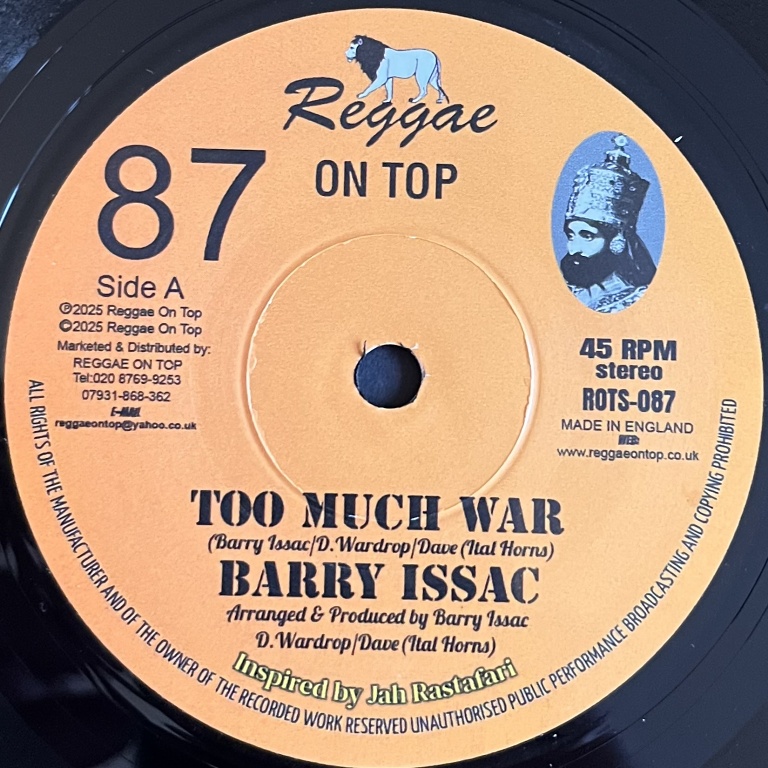 Reggae
ON TOP
87
Side A
℗2025 Reggae On Top
©2025 Reggae On Top
Marketed & Distributed by:
REGGAE ON TOP
Tel:020 8769-9253
07931-868-362
E-MAIL
reggaeontop@yahoo.co.uk
45 RPM
stereo
ROTS-087
MADE IN ENGLAND
WEB:
www.reggaeontop.co.uk
TOO MUCH WAR
(Barry Issac/D.Wardrop/Dave (Ital Horns)
BARRY ISSAC
Arranged & Produced by Barry Issac
D.Wardrop/Dave (Ital Horns)
Inspired by Jah Rastafari
ALL RIGHTS OF THE MANUFACTURER AND OF THE OWNER OF THE RECORDED WORK RESERVED UNAUTHORISED PUBLIC PERFORMANCE BROADCASTING AND COPYING PROHIBITED